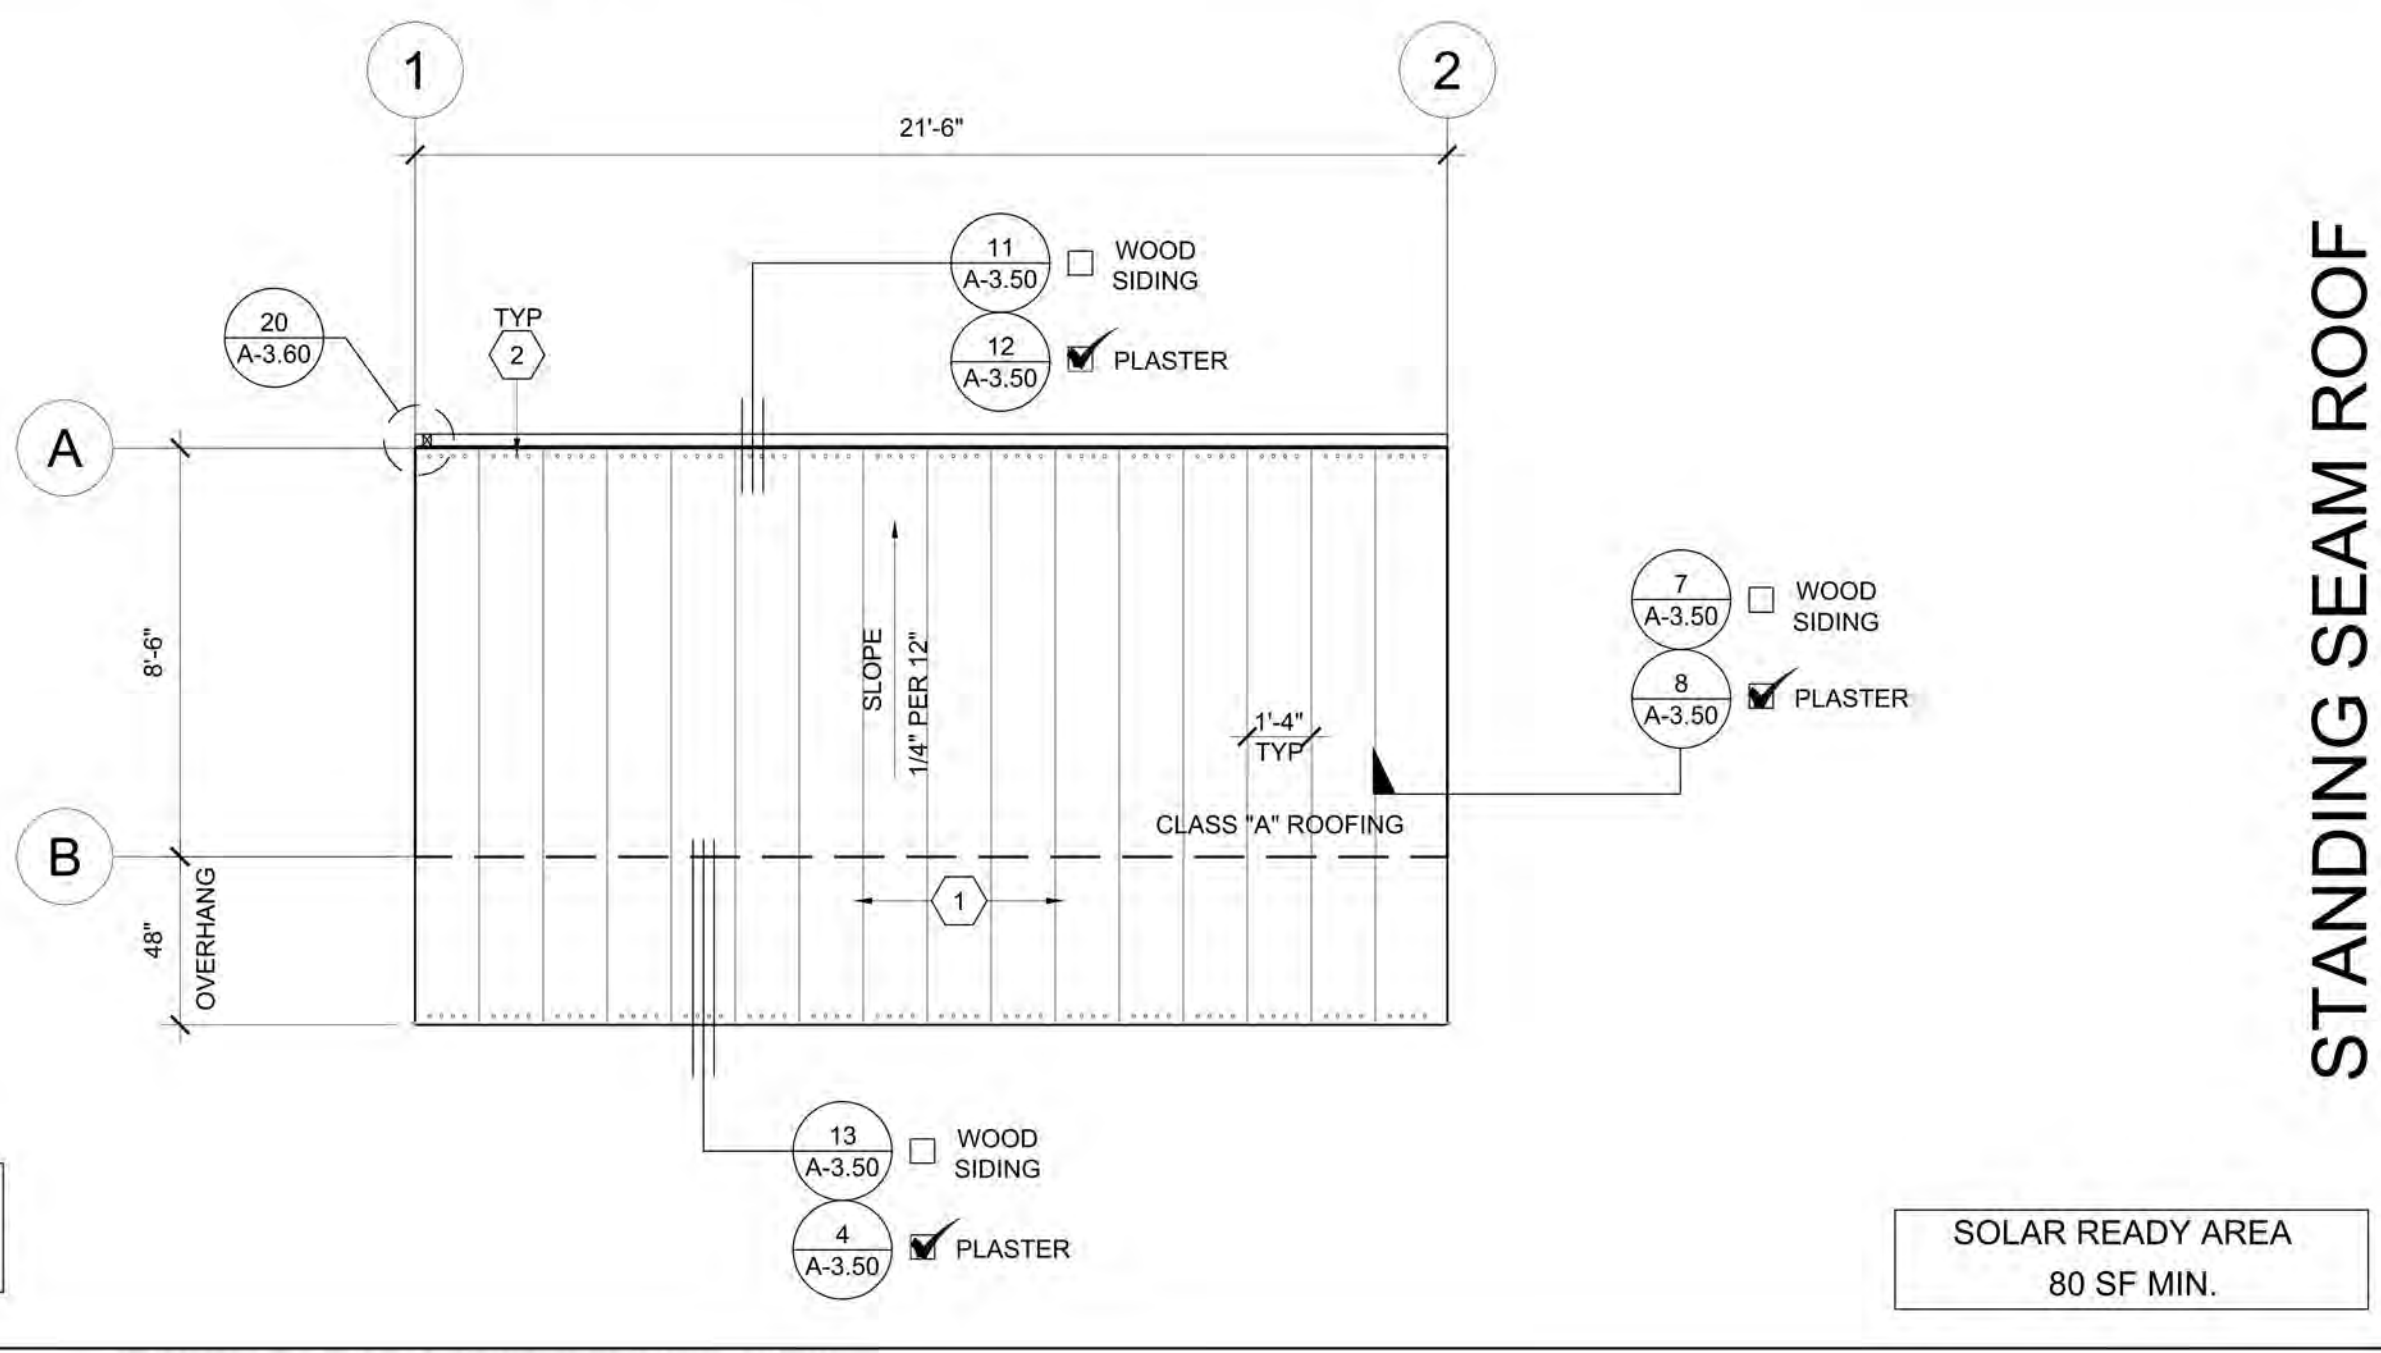 1
2
21'-6"
11
A-3.50
WOOD
SIDING
12
A-3.50
PLASTER
20
A-3.60
TYP
2
A
8'-6"
SLOPE
1/4" PER 12"
1'-4"
TYP
CLASS "A" ROOFING
7
A-3.50
WOOD
SIDING
8
A-3.50
PLASTER
B
48"
OVERHANG
1
13
A-3.50
WOOD
SIDING
4
A-3.50
PLASTER
STANDING SEAM ROOF
SOLAR READY AREA
80 SF MIN.